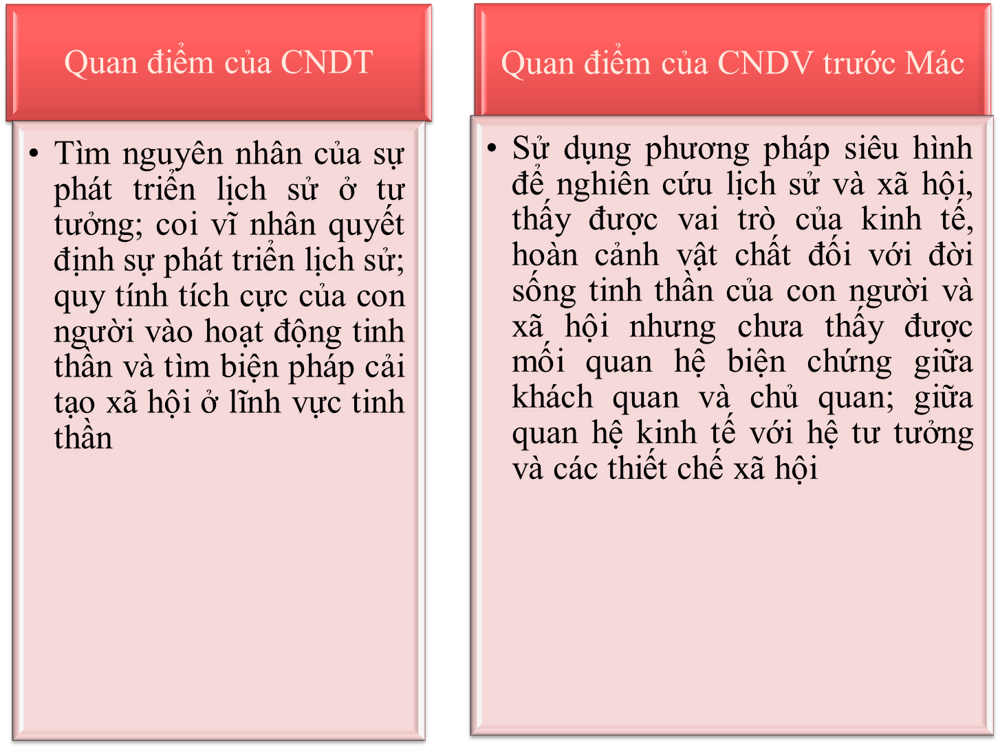 Quan điểm của CNDT
• Tìm nguyên nhân của sự
phát triển lịch sử ở tư
tưởng; coi vĩ nhân quyết
định sự phát triển lịch sử;
quy tính tích cực của con
người vào hoạt động tinh
thần và tìm biện pháp cải
tạo xã hội ở lĩnh vực tinh
thần
Quan điểm của CNDV trước Mác
• Sử dụng phương pháp siêu hình
để nghiên cứu lịch sử và xã hội,
thấy được vai trò của kinh tế,
hoàn cảnh vật chất đối với đời
sống tinh thần của con người và
xã hội nhưng chưa thấy được
mối quan hệ biện chứng giữa
khách quan và chủ quan; giữa
quan hệ kinh tế với hệ tư tưởng
và các thiết chế xã hội